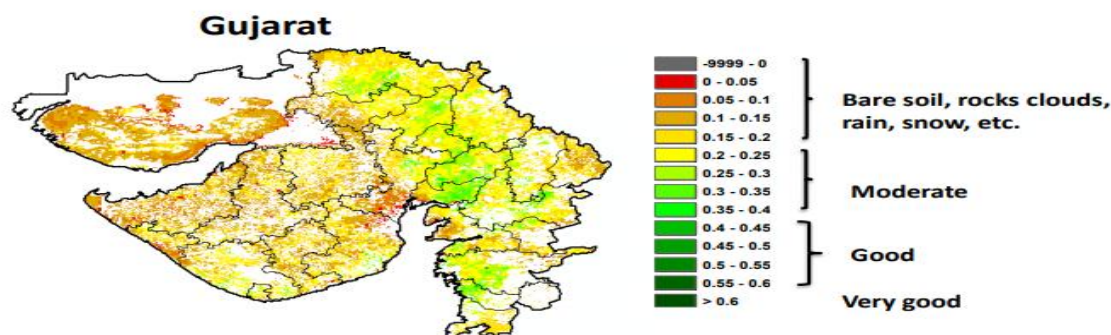 Gujarat
-9999 - 0
0 - 0.05
0.05 - 0.1
0.1 - 0.15
0.15 - 0.2
0.2 - 0.25
0.25 - 0.3
0.3 - 0.35
0.35 - 0.4
0.4 - 0.45
0.45 - 0.5
0.5 - 0.55
0.55 - 0.6
> 0.6
Bare soil, rocks clouds,
rain, snow, etc.
Moderate
Good
Very good